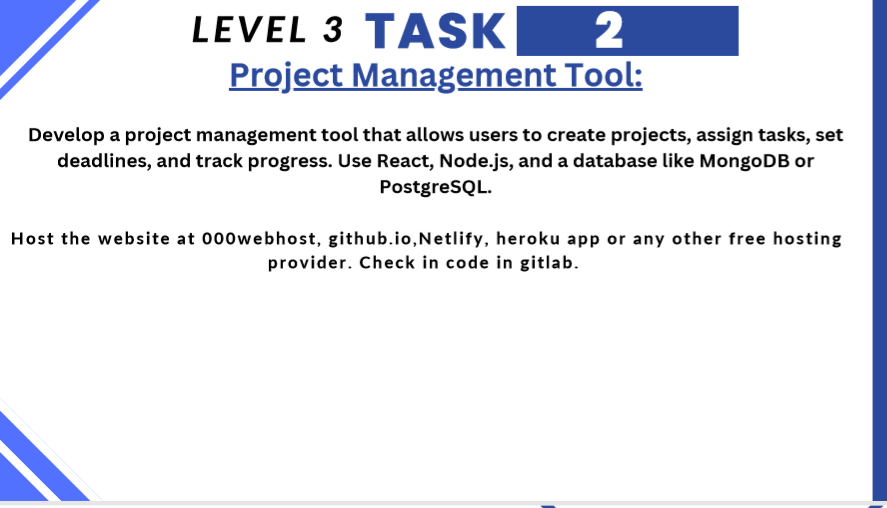 LEVEL 3 TASK 2
Project Management Tool:
Develop a project management tool that allows users to create projects, assign tasks, set
deadlines, and track progress. Use React, Node.js, and a database like MongoDB or
PostgreSQL.
Host the website at 000webhost, github.io,Netlify, heroku app or any other free hosting
provider. Check in code in gitlab.